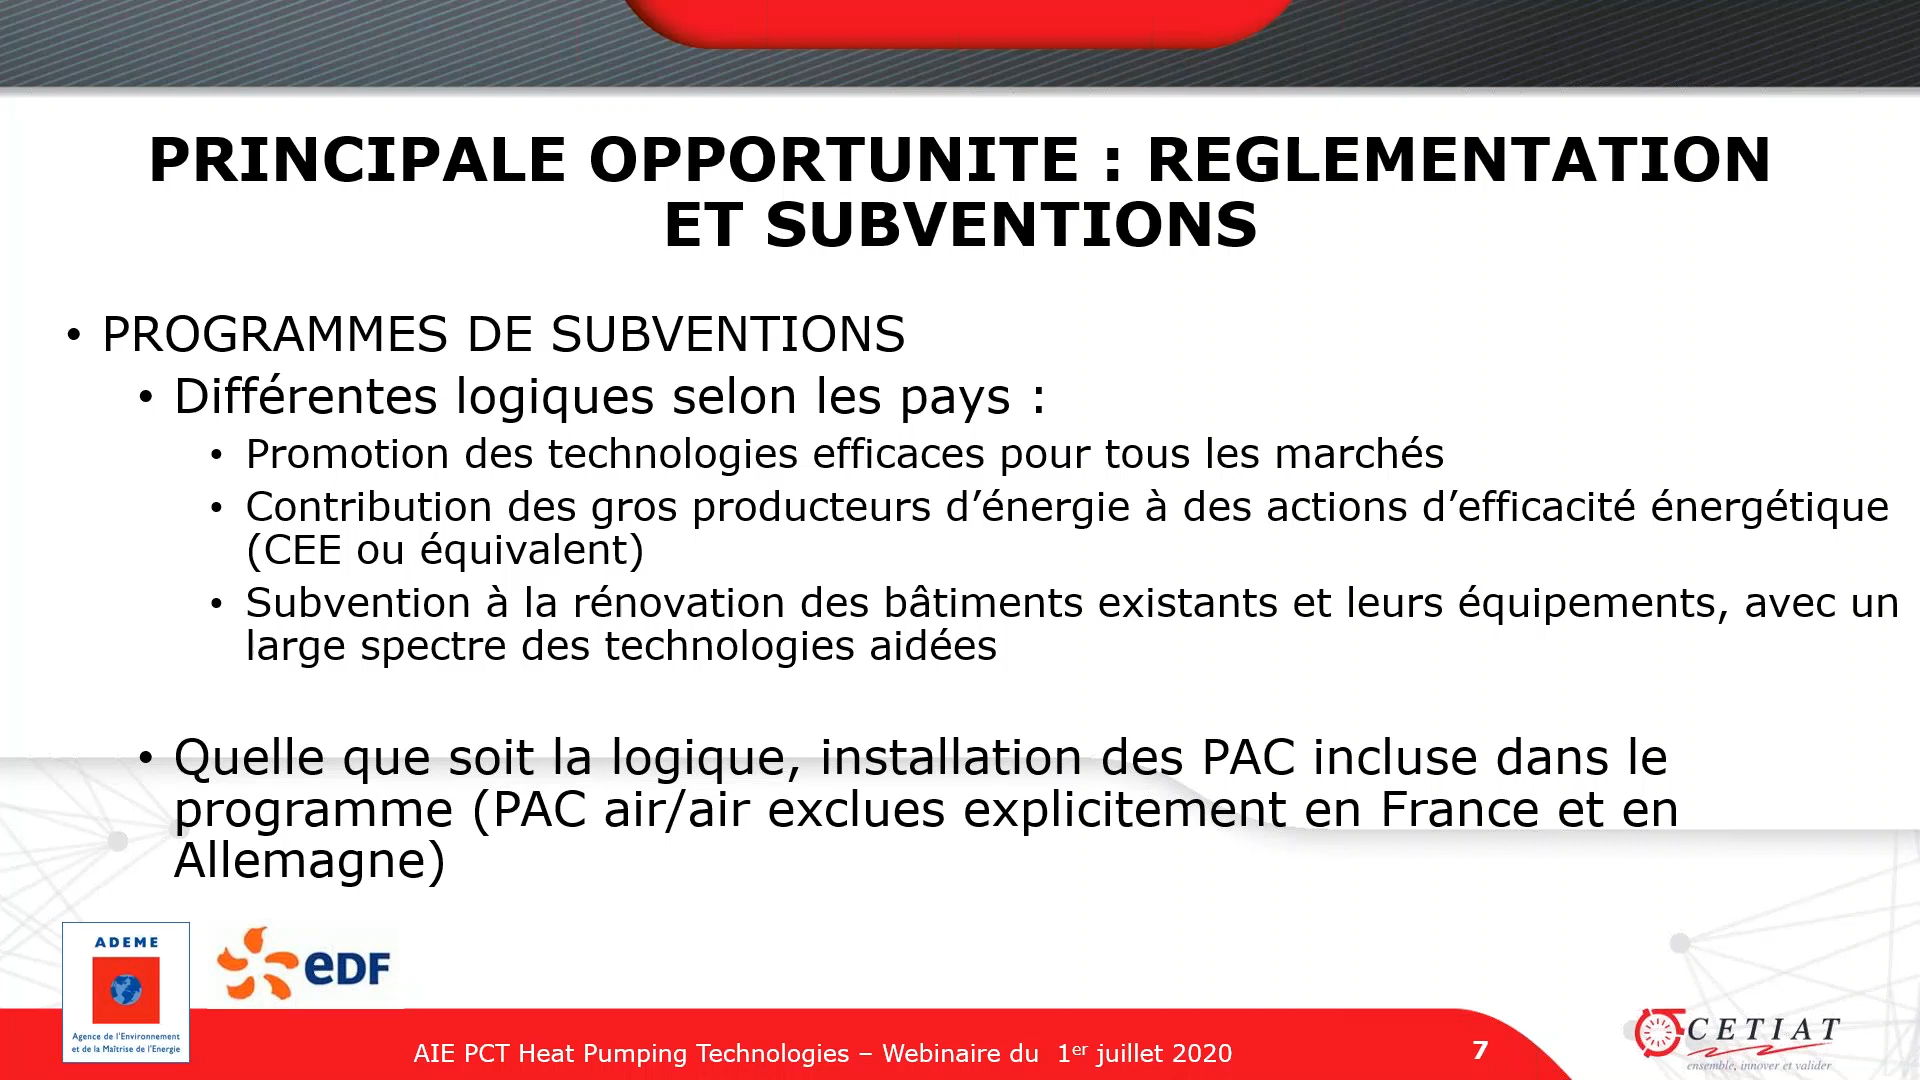 PRINCIPALE OPPORTUNITE : REGLEMENTATION
ET SUBVENTIONS
• PROGRAMMES DE SUBVENTIONS
• Différentes logiques selon les pays :
• Promotion des technologies efficaces pour tous les marchés
• Contribution des gros producteurs d’énergie à des actions d’efficacité énergétique
(CEE ou équivalent)
• Subvention à la rénovation des bâtiments existants et leurs équipements, avec un
large spectre des technologies aidées
• Quelle que soit la logique, installation des PAC incluse dans le
programme (PAC air/air exclues explicitement en France et en
Allemagne)
ADEME
Agence de l'Environnement
et de la Maîtrise de l'Energie
eDF
AIE PCT Heat Pumping Technologies – Webinaire du 1er juillet 2020
7
CETIAT
ensemble, innover et valider